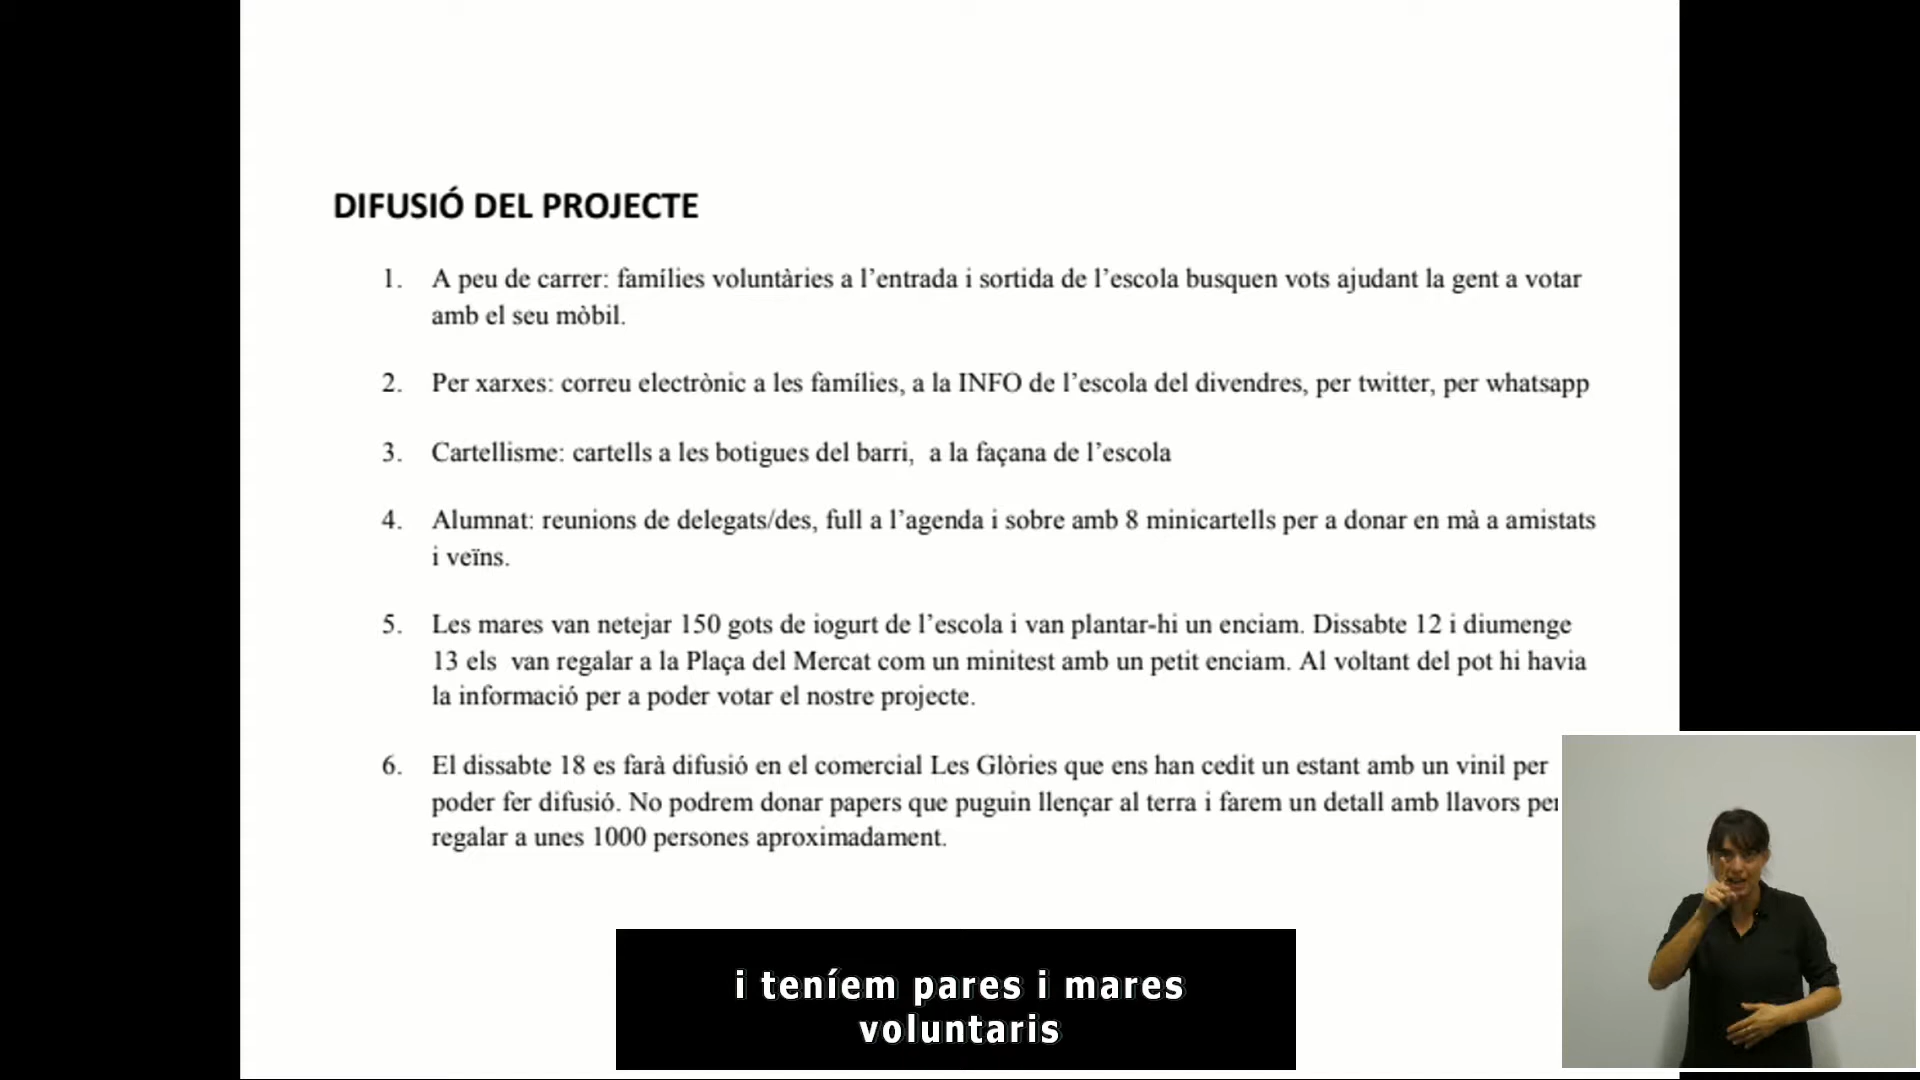 DIFUSIÓ DEL PROJECTE
1. A peu de carrer: famílies voluntàries a l’entrada i sortida de l’escola busquen vots ajudant la gent a votar
amb el seu mòbil.
2. Per xarxes: correu electrònic a les famílies, a la INFO de l’escola del divendres, per twitter, per whatsapp
3. Cartellisme: cartells a les botigues del barri,  a la façana de l’escola
4. Alumnat: reunions de delegats/des, full a l’agenda i sobre amb 8 minicartells per a donar en mà a amistats
i veïns.
5. Les mares van netejar 150 gots de iogurt de l’escola i van plantar-hi un enciam. Dissabte 12 i diumenge
13 els  van regalar a la Plaça del Mercat com un minitest amb un petit enciam. Al voltant del pot hi havia
la informació per a poder votar el nostre projecte.
6. El dissabte 18 es farà difusió en el comercial Les Glòries que ens han cedit un estant amb un vinil per
poder fer difusió. No podrem donar papers que puguin llençar al terra i farem un detall amb llavors per
regalar a unes 1000 persones aproximadament.
i teníem pares i mares
voluntaris